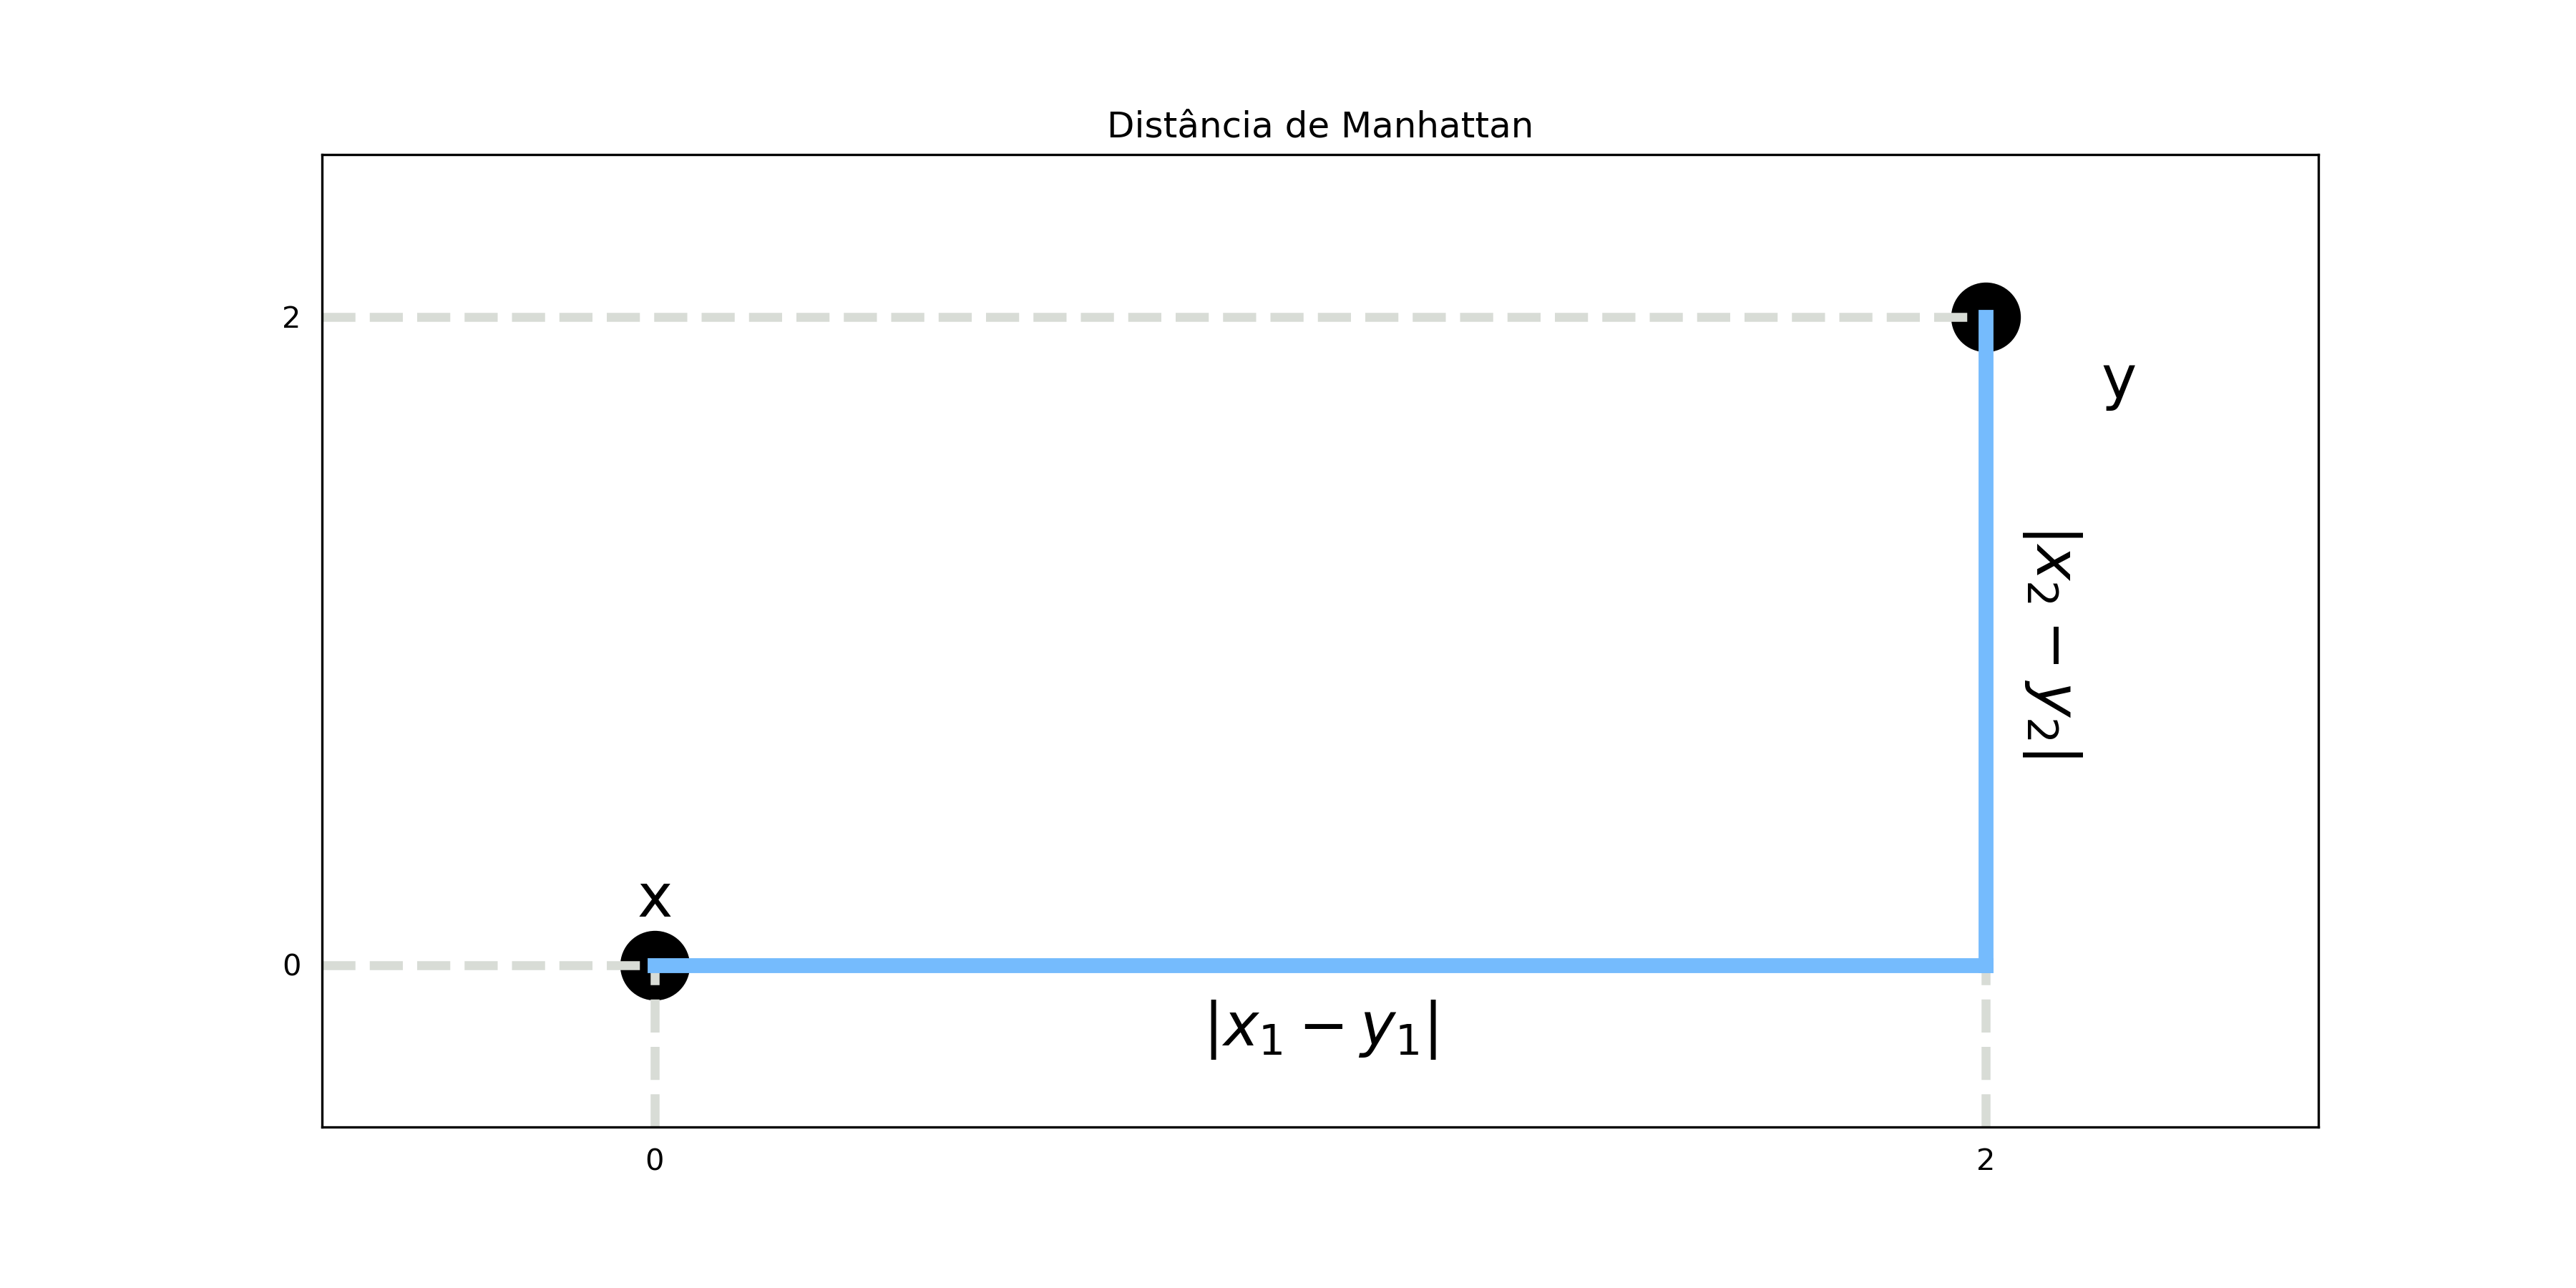 Distância de Manhattan
2
y
|x₂ − y₂|
x
0
|x₁ − y₁|
0 2